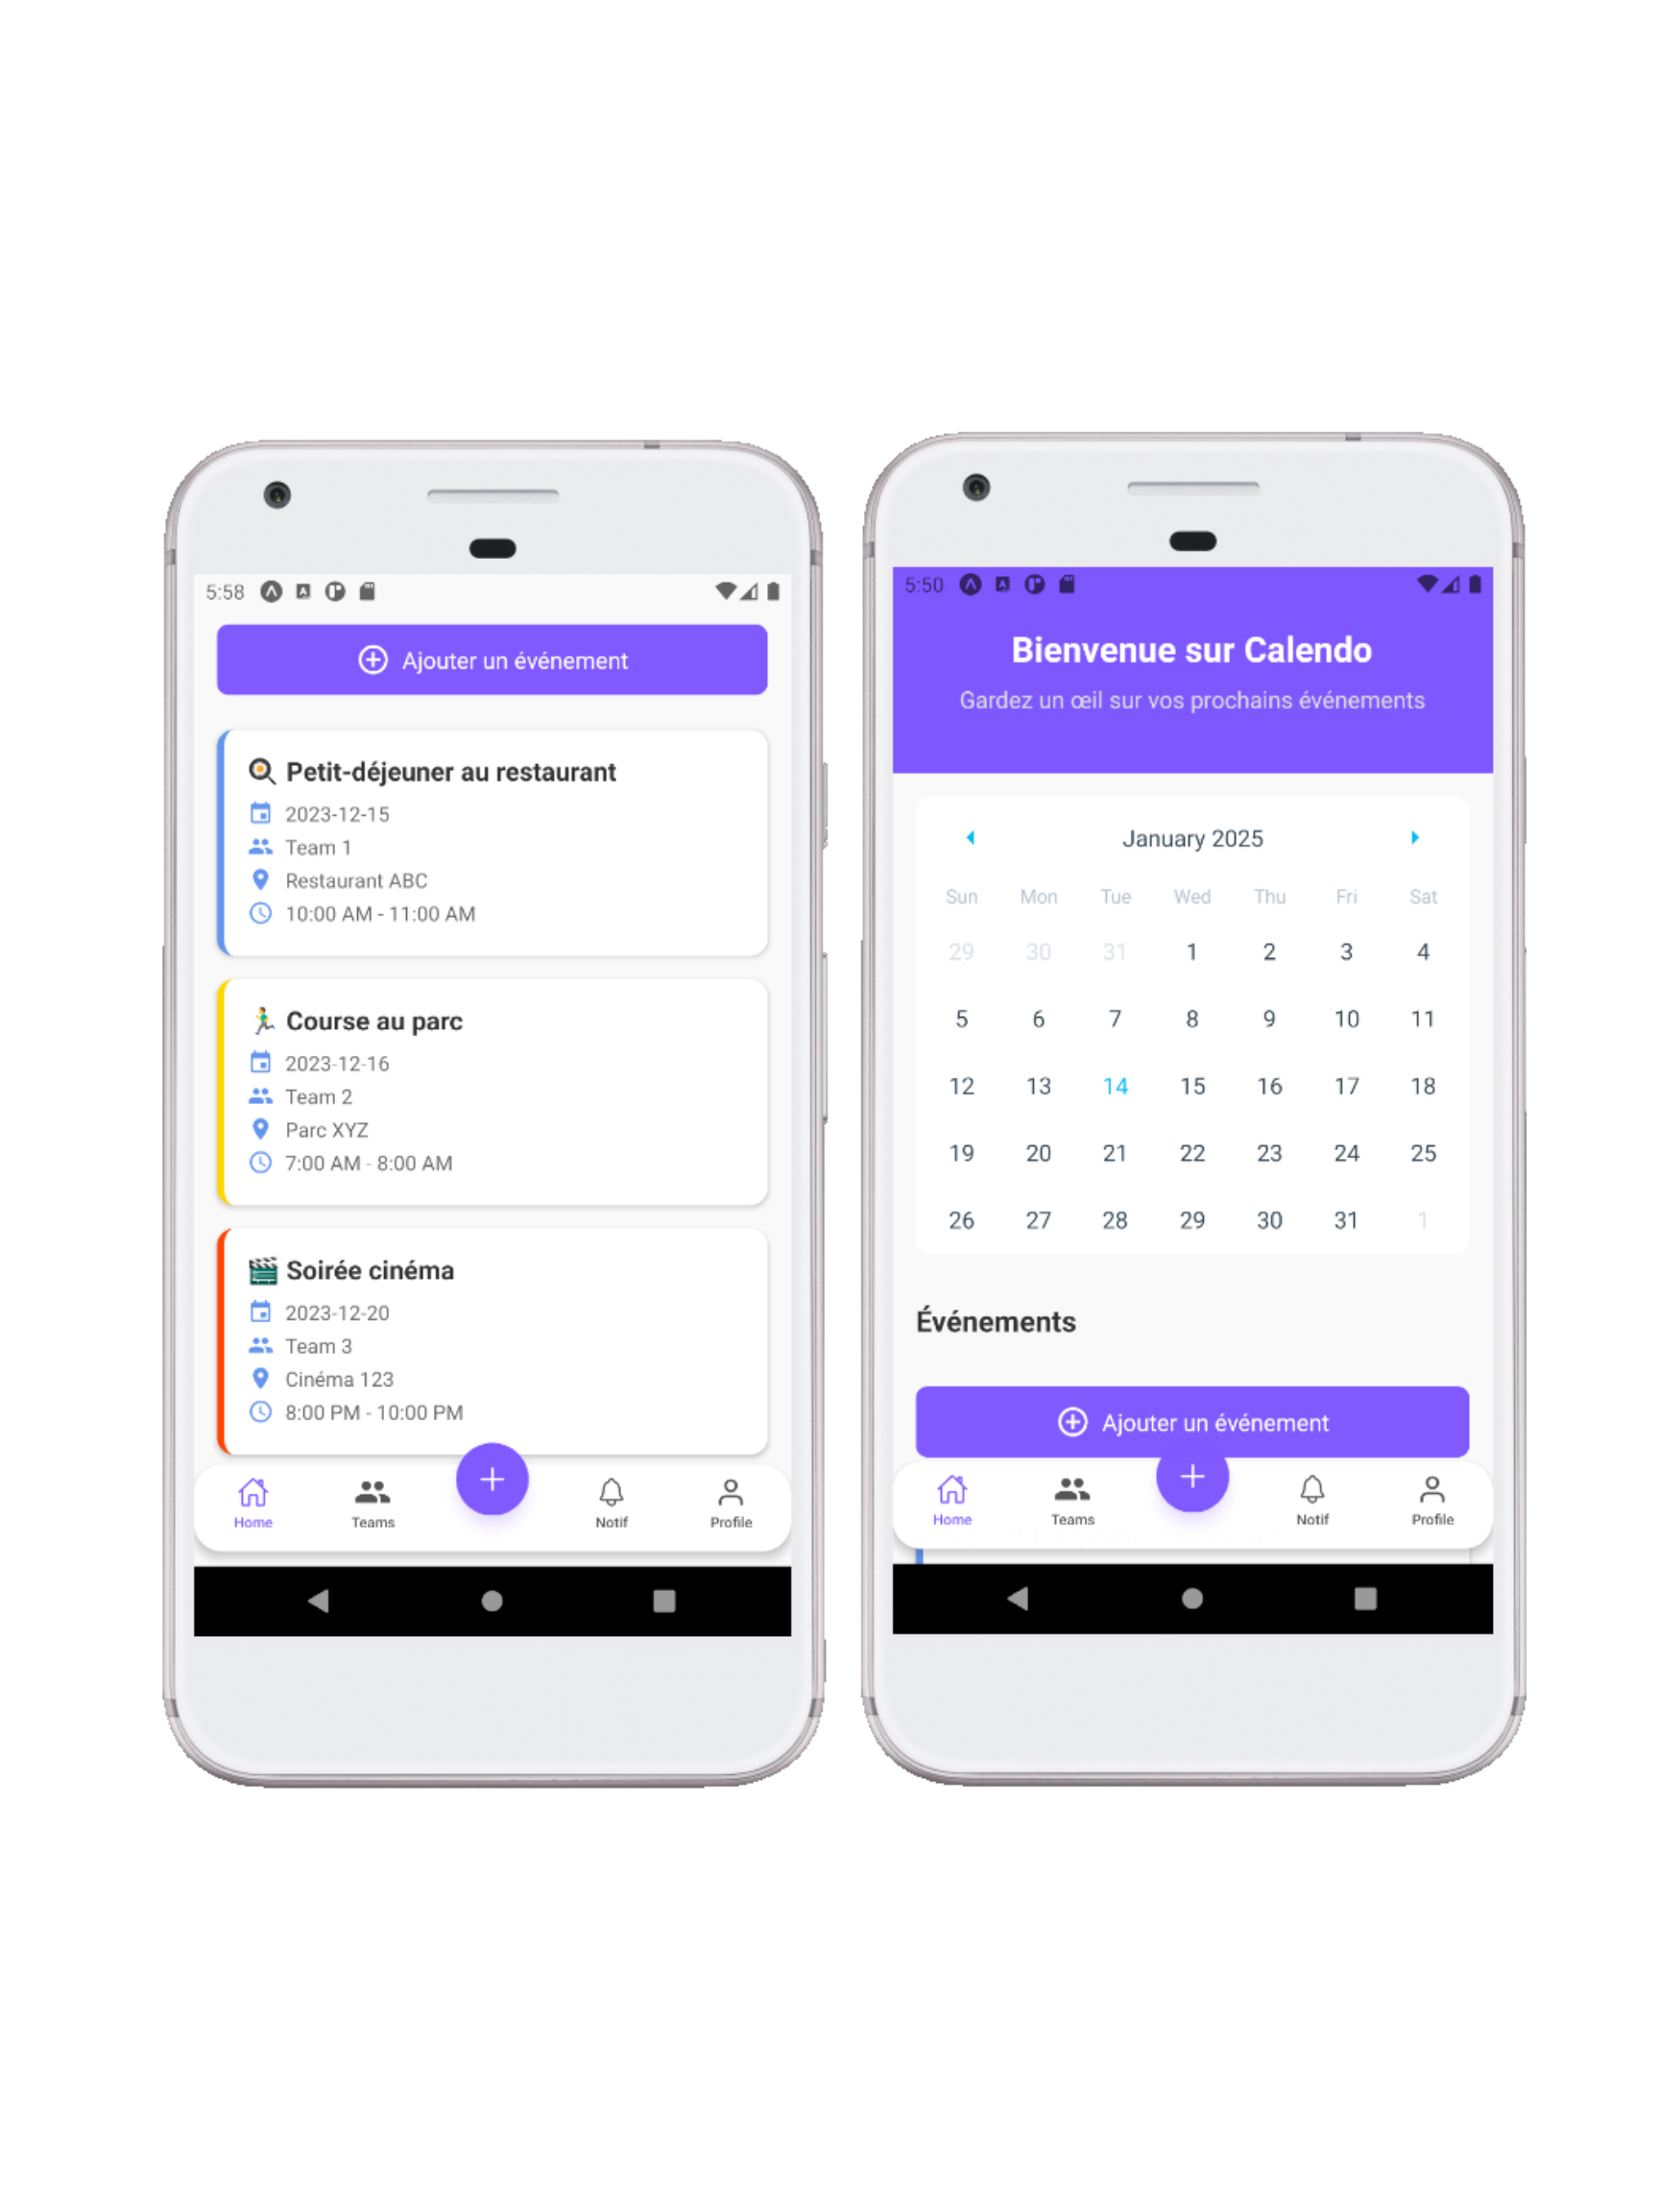 5:58
Ajouter un événement
Petit-déjeuner au restaurant
2023-12-15
Team 1
Restaurant ABC
10:00 AM - 11:00 AM
Course au parc
2023-12-16
Team 2
Parc XYZ
7:00 AM - 8:00 AM
Soirée cinéma
2023-12-20
Team 3
Cinéma 123
8:00 PM - 10:00 PM
Home Teams Notif Profile
5:50
Bienvenue sur Calendo
Gardez un œil sur vos prochains événements
January 2025
Sun Mon Tue Wed Thu Fri Sat
29 30 31 1 2 3 4
5 6 7 8 9 10 11
12 13 14 15 16 17 18
19 20 21 22 23 24 25
26 27 28 29 30 31 1
Événements
Ajouter un événement
Home Teams Notif Profile